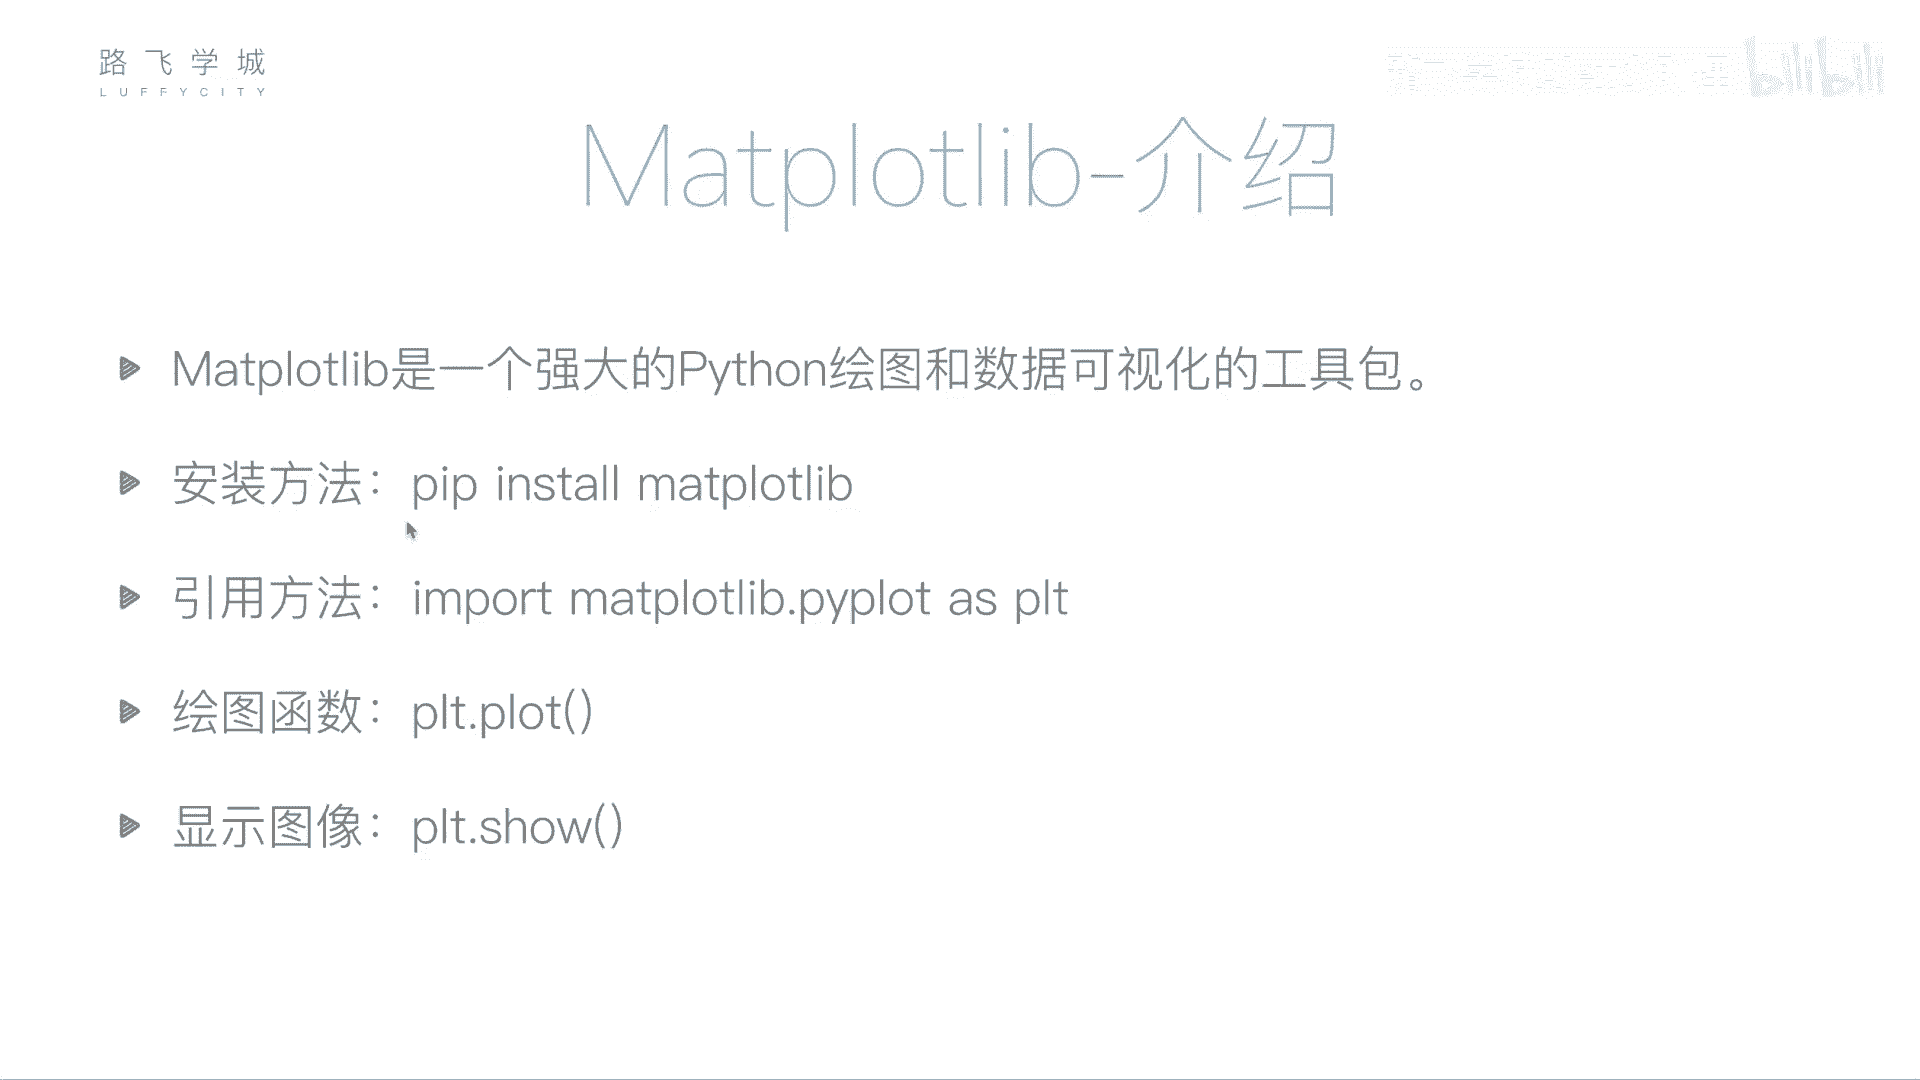 路飞学城
LUFFYCITY
bilibili
Matplotlib-介绍
Matplotlib是一个强大的Python绘图和数据可视化的工具包。
安装方法：pip install matplotlib
引用方法：import matplotlib.pyplot as plt
绘图函数：plt.plot()
显示图像：plt.show()